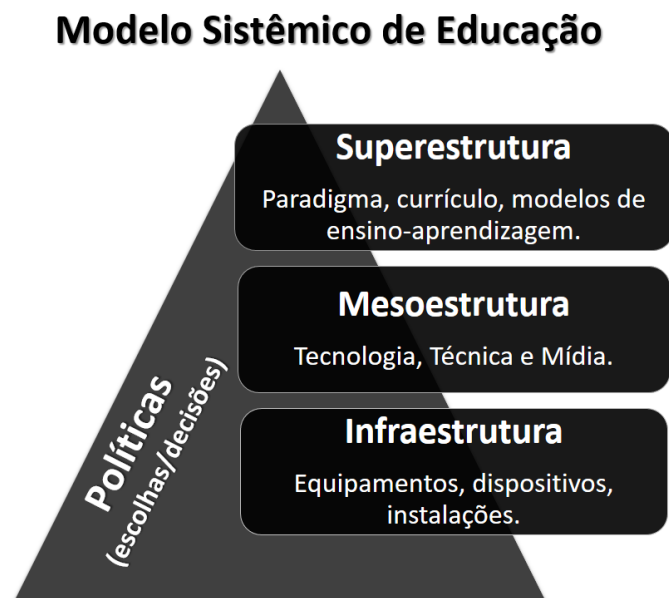 Modelo Sistêmico de Educação
Superestrutura
Paradigma, currículo, modelos de
ensino-aprendizagem.
Mesoestrutura
Tecnologia, Técnica e Mídia.
Infraestrutura
Equipamentos, dispositivos,
instalações.
Políticas
(escolhas/decisões)